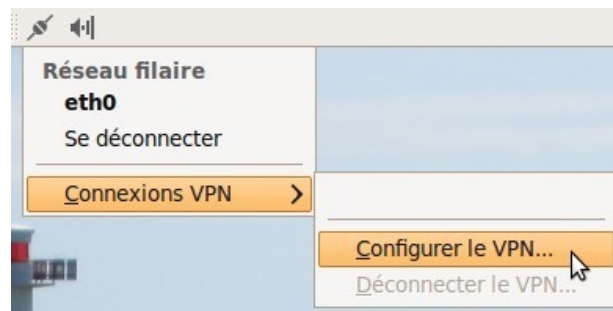 Réseau filaire
eth0
Se déconnecter
Connexions VPN
Configurer le VPN...
Déconnecter le VPN...